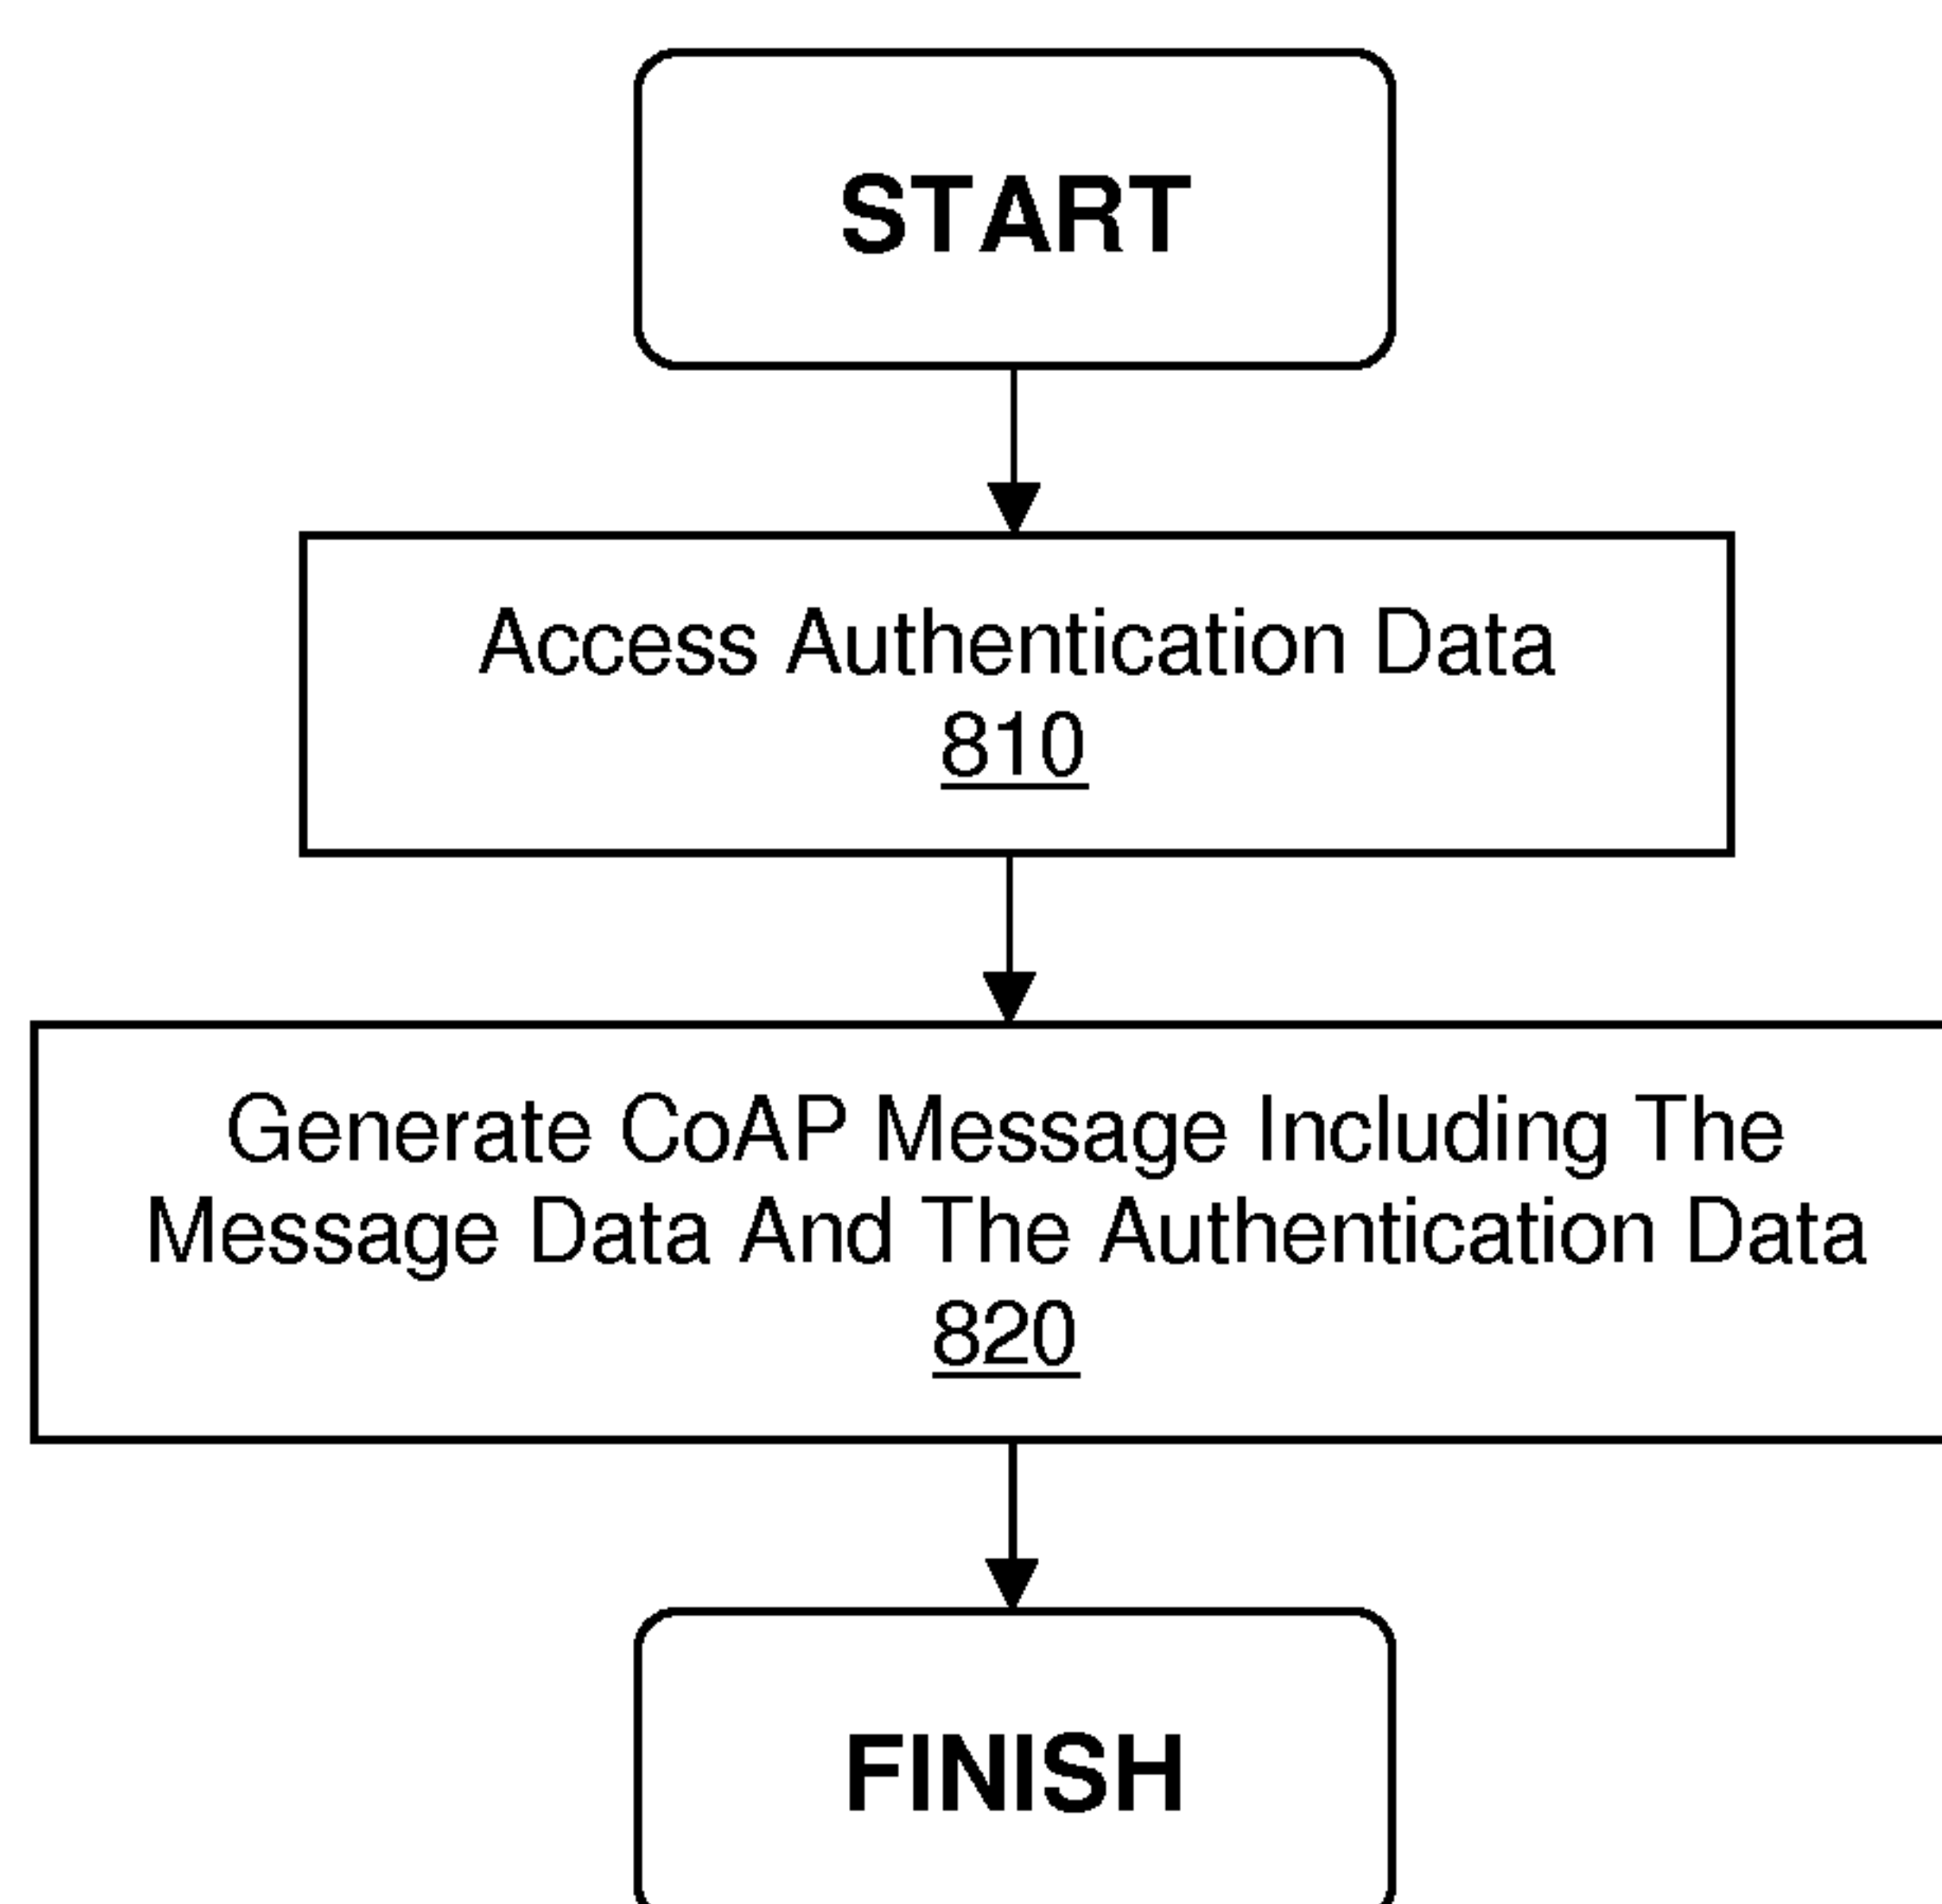 START
Access Authentication Data
810
Generate CoAP Message Including The
Message Data And The Authentication Data
820
FINISH